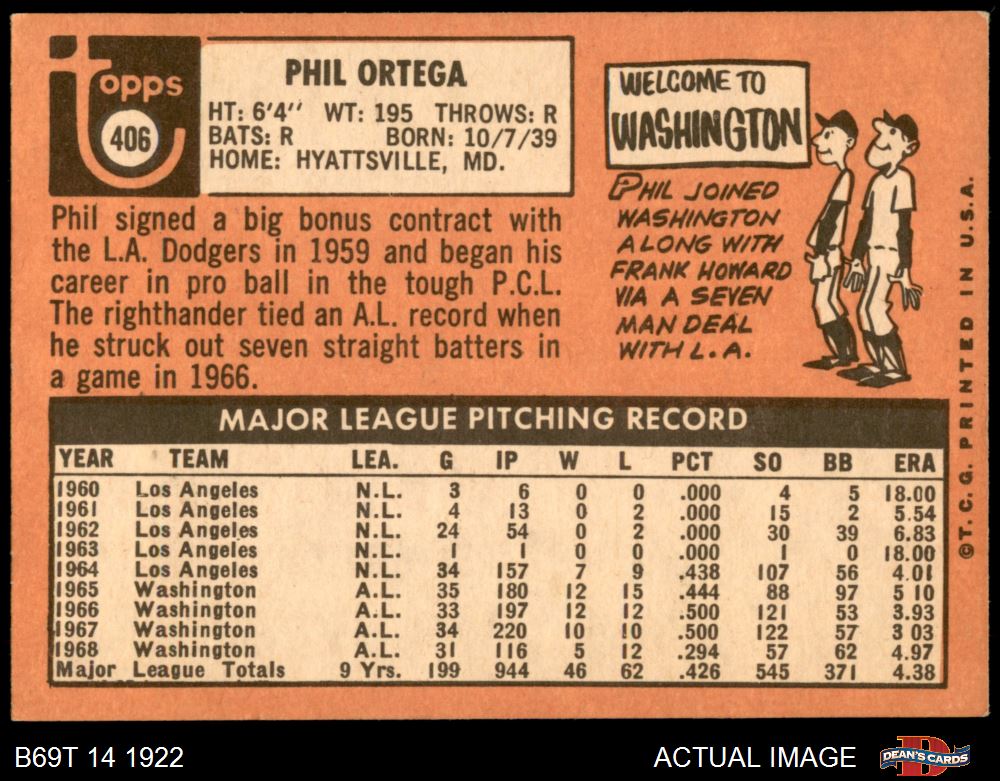 topps
406
PHIL ORTEGA
HT: 6'4'' WT: 195 THROWS: R
BATS: R BORN: 10/7/39
HOME: HYATTSVILLE, MD.
Phil signed a big bonus contract with
the L.A. Dodgers in 1959 and began his
career in pro ball in the tough P.C.L.
The righthander tied an A.L. record when
he struck out seven straight batters in
a game in 1966.
WELCOME TO
WASHINGTON
PHIL JOINED
WASHINGTON
ALONG WITH
FRANK HOWARD
VIA A SEVEN
MAN DEAL
WITH L.A.
©T.C.G. PRINTED IN U.S.A.
MAJOR LEAGUE PITCHING RECORD
YEAR TEAM LEA. G IP W L PCT SO BB ERA
1960 Los Angeles N.L. 3 6 0 0 .000 4 5 18.00
1961 Los Angeles N.L. 4 13 0 2 .000 15 2 5.54
1962 Los Angeles N.L. 24 54 0 2 .000 30 39 6.83
1963 Los Angeles N.L. 1 1 0 0 .000 1 0 18.00
1964 Los Angeles N.L. 34 157 7 9 .438 107 56 4.01
1965 Washington A.L. 35 180 12 15 .444 88 97 5 10
1966 Washington A.L. 33 197 12 12 .500 121 53 3.93
1967 Washington A.L. 34 220 10 10 .500 122 57 3 03
1968 Washington A.L. 31 116 5 12 .294 57 62 4.97
Major League Totals 9 Yrs. 199 944 46 62 .426 545 371 4.38
B69T 14 1922
ACTUAL IMAGE
DEAN'S CARDS